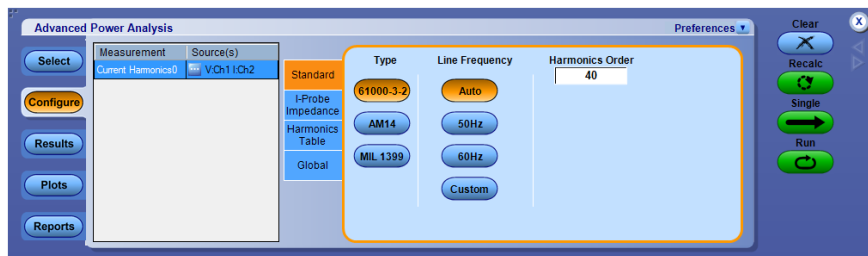 Advanced Power Analysis
Preferences
Clear
X
Select
Configure
Results
Plots
Reports
Measurement Source(s)
Current Harmonics0 V:Ch1 I:Ch2
Standard
I-Probe
Impedance
Harmonics
Table
Global
Type
61000-3-2
AM14
MIL 1399
Line Frequency
Auto
50Hz
60Hz
Custom
Harmonics Order
40
Recalc
Single
Run